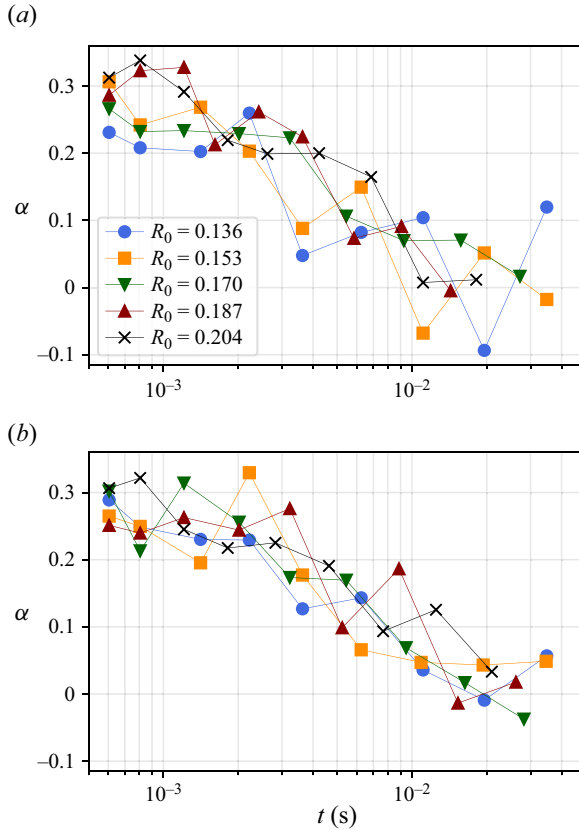 (a)
0.3
0.2
α
0.1
0
–0.1
R₀ = 0.136
R₀ = 0.153
R₀ = 0.170
R₀ = 0.187
R₀ = 0.204
10⁻³
10⁻²
(b)
0.3
0.2
α
0.1
0
–0.1
10⁻³
10⁻²
t (s)